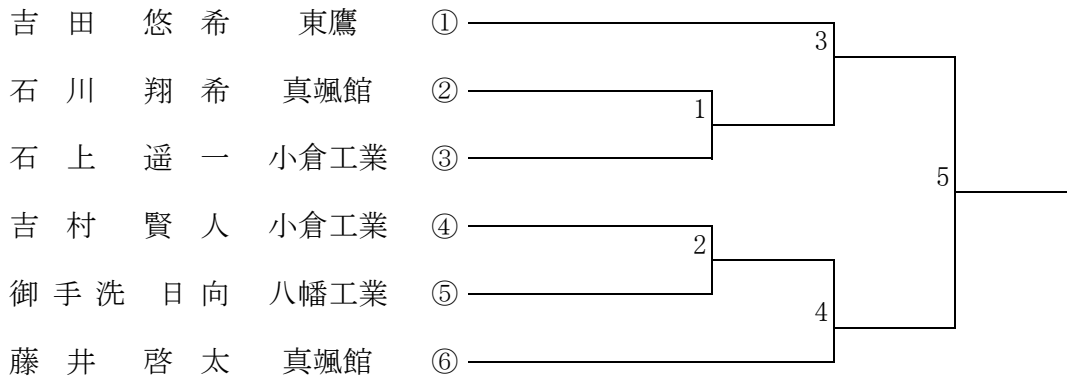 吉田 悠希 東鷹 ①
3
石川 翔希 真颯館 ②
1
石上 遥一 小倉工業 ③
5
吉村 賢人 小倉工業 ④
2
御手洗 日向 八幡工業 ⑤
4
藤井 啓太 真颯館 ⑥